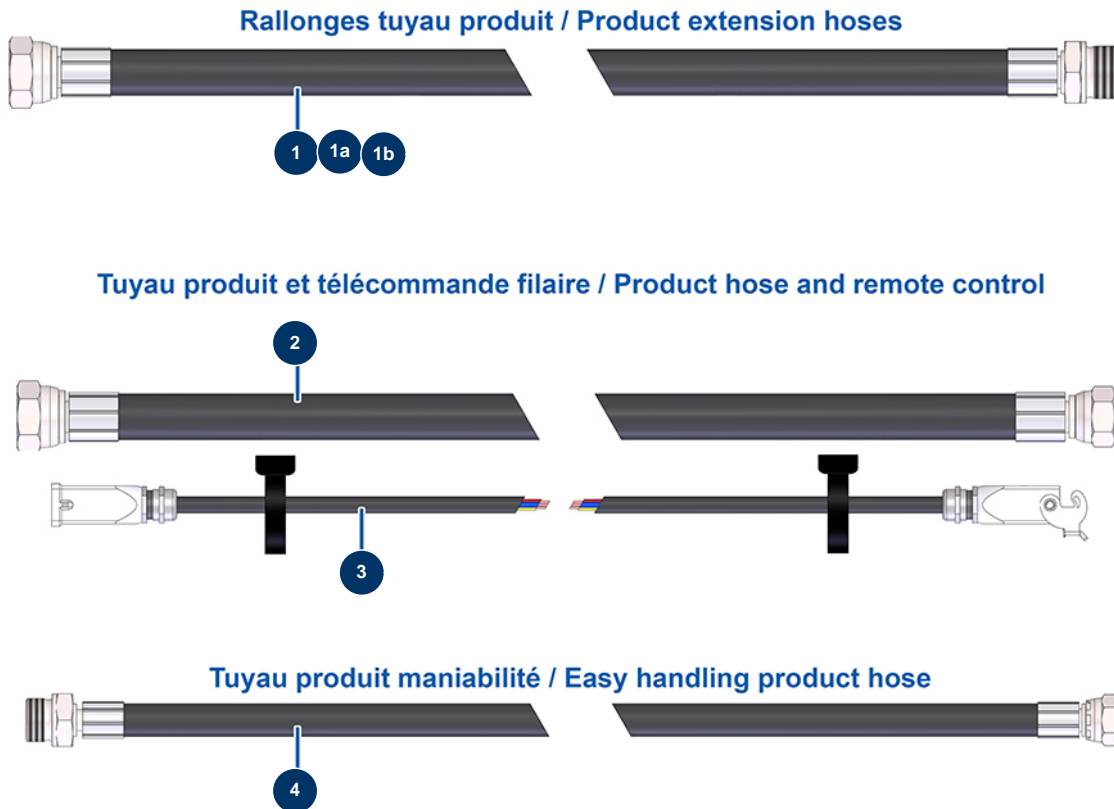 Rallonges tuyau produit / Product extension hoses
1 1a 1b
Tuyau produit et télécommande filaire / Product hose and remote control
2
3
Tuyau produit maniabilité / Easy handling product hose
4